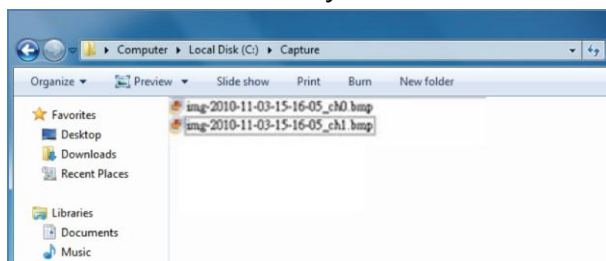 Computer ▸ Local Disk (C:) ▸ Capture
Organize Preview Slide show Print Burn New folder
Favorites
Desktop
Downloads
Recent Places
Libraries
Documents
Music
img-2010-11-03-15-16-05_ch0.bmp
img-2010-11-03-15-16-05_ch1.bmp